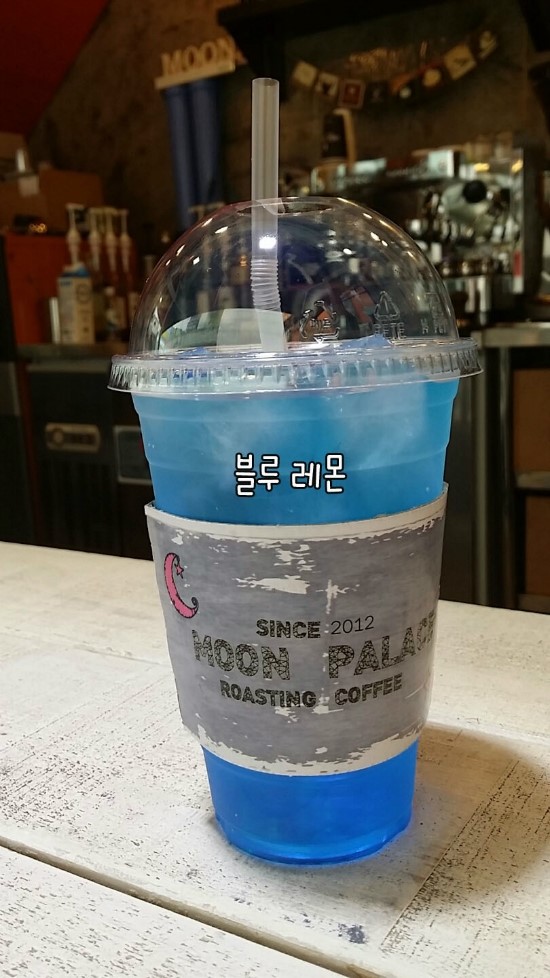 MOON
블루 레몬
SINCE 2012
MOON PALACE
ROASTING COFFEE